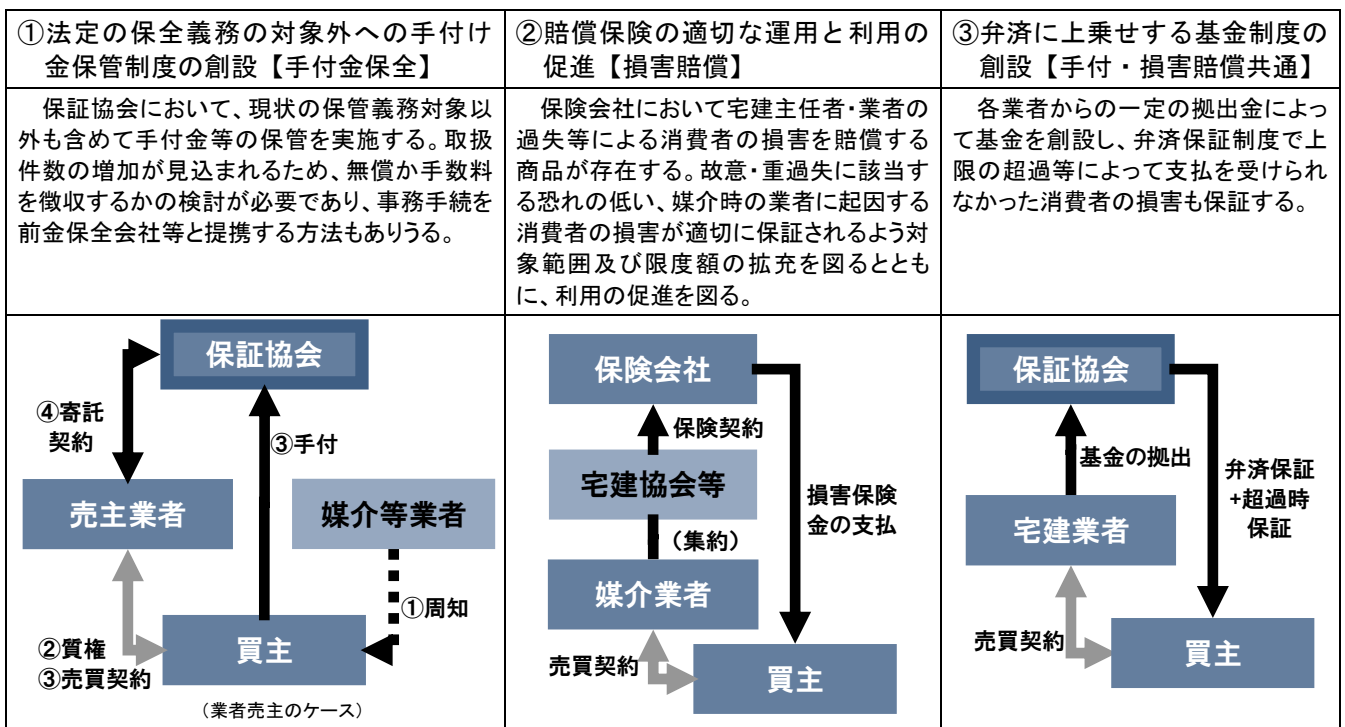 ①法定の保全義務の対象外への手付け
金保管制度の創設【手付金保全】
保証協会において、現状の保管義務対象以
外も含めて手付金等の保管を実施する。取扱
件数の増加が見込まれるため、無償か手数料
を徴収するかの検討が必要であり、事務手続を
前金保全会社等と提携する方法もありうる。
保証協会
④寄託
契約
③手付
売主業者
媒介等業者
①周知
②質権
③売買契約
買主
（業者売主のケース）
②賠償保険の適切な運用と利用の
促進【損害賠償】
保険会社において宅建主任者・業者の
過失等による消費者の損害を賠償する
商品が存在する。故意・重過失に該当す
る恐れの低い、媒介時の業者に起因する
消費者の損害が適切に保証されるよう対
象範囲及び限度額の拡充を図るととも
に、利用の促進を図る。
保険会社
保険契約
宅建協会等
（集約）
損害保険
金の支払
媒介業者
売買契約
買主
③弁済に上乗せする基金制度の
創設【手付・損害賠償共通】
各業者からの一定の拠出金によっ
て基金を創設し、弁済保証制度で上
限の超過等によって支払を受けられ
なかった消費者の損害も保証する。
保証協会
基金の拠出
弁済保証
+超過時
保証
宅建業者
売買契約
買主